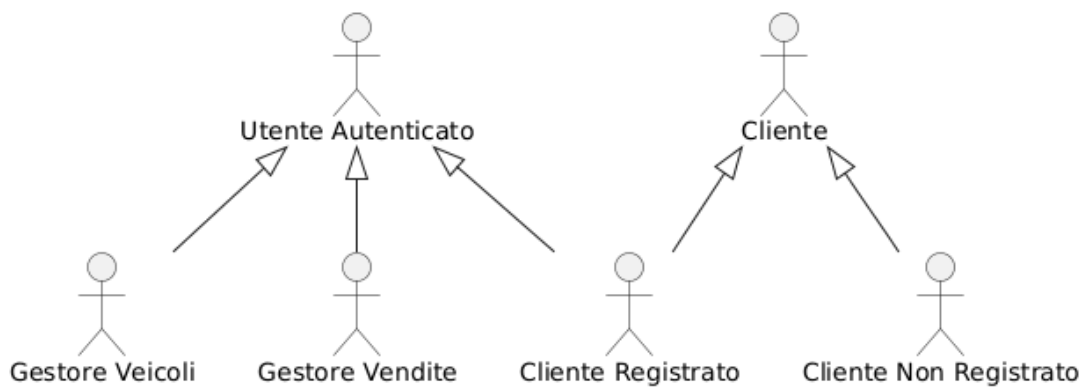 Utente Autenticato
Cliente
Gestore Veicoli
Gestore Vendite
Cliente Registrato
Cliente Non Registrato